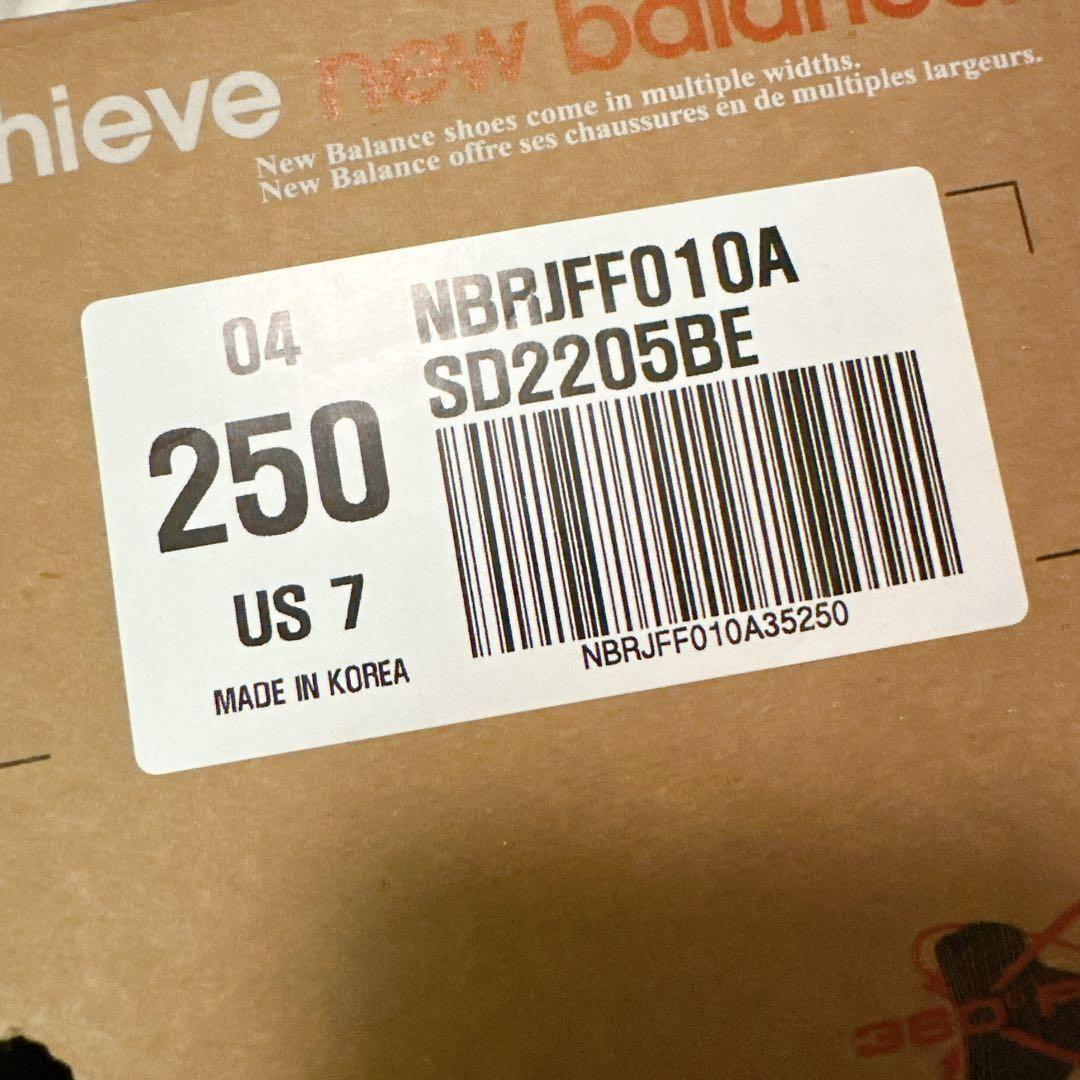 hieve new balance
New Balance shoes come in multiple widths.
New Balance offre ses chaussures en de multiples largeurs.
04
NBRJFF010A
SD2205BE
250
US 7
MADE IN KOREA
NBRJFF010A35250
360°